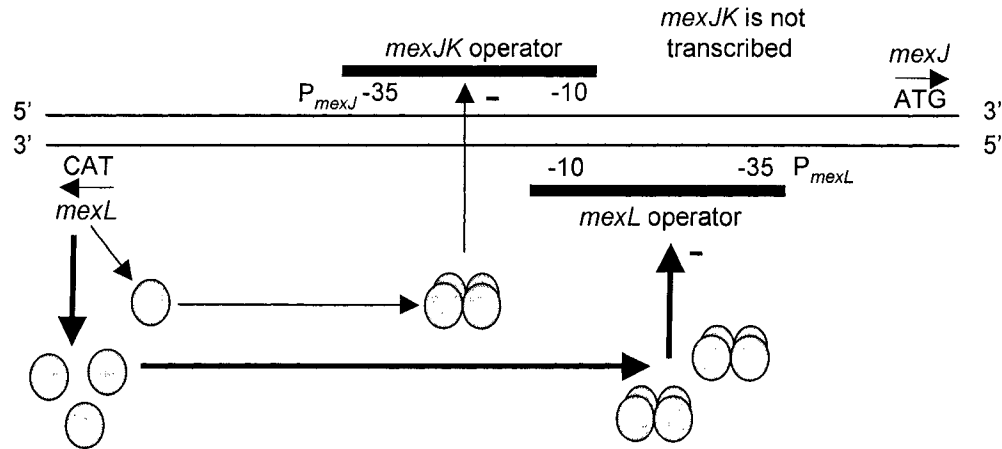 mexJK is not
transcribed
mexJK operator
mexJ
PmexJ -35 – -10
ATG
5’ 3’
3’ 5’
CAT
mexL
-10 -35 PmexL
mexL operator
–